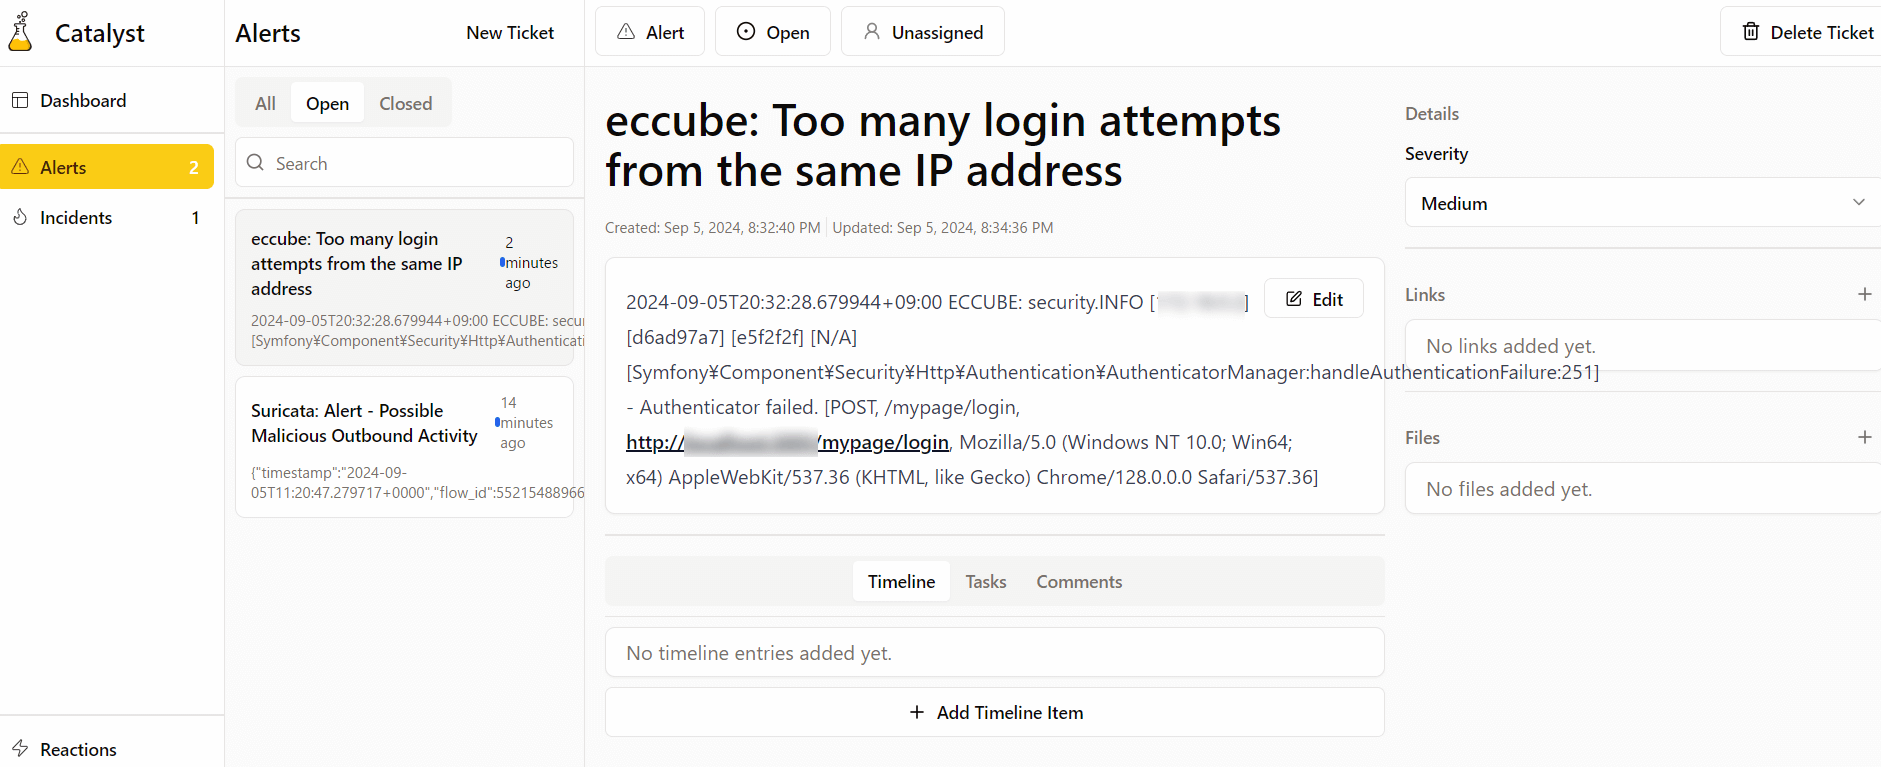 Catalyst
Dashboard
Alerts 2
Incidents 1
Reactions
Alerts New Ticket
All Open Closed
Search
eccube: Too many login
attempts from the same IP
address
2
minutes
ago
2024-09-05T20:32:28.679944+09:00 ECCUBE: secur
[Symfony¥Component¥Security¥Http¥Authenticati
Suricata: Alert - Possible
Malicious Outbound Activity
14
minutes
ago
{"timestamp":"2024-09-
05T11:20:47.279717+0000","flow_id":55215488966
Alert Open Unassigned Delete Ticket
eccube: Too many login attempts
from the same IP address
Created: Sep 5, 2024, 8:32:40 PM Updated: Sep 5, 2024, 8:34:36 PM
2024-09-05T20:32:28.679944+09:00 ECCUBE: security.INFO [ ]
Edit
[d6ad97a7] [e5f2f2f] [N/A]
[Symfony¥Component¥Security¥Http¥Authentication¥AuthenticatorManager:handleAuthenticationFailure:251]
- Authenticator failed. [POST, /mypage/login,
http:// /mypage/login, Mozilla/5.0 (Windows NT 10.0; Win64;
x64) AppleWebKit/537.36 (KHTML, like Gecko) Chrome/128.0.0.0 Safari/537.36]
Timeline Tasks Comments
No timeline entries added yet.
+ Add Timeline Item
Details
Severity
Medium
Links +
No links added yet.
Files +
No files added yet.